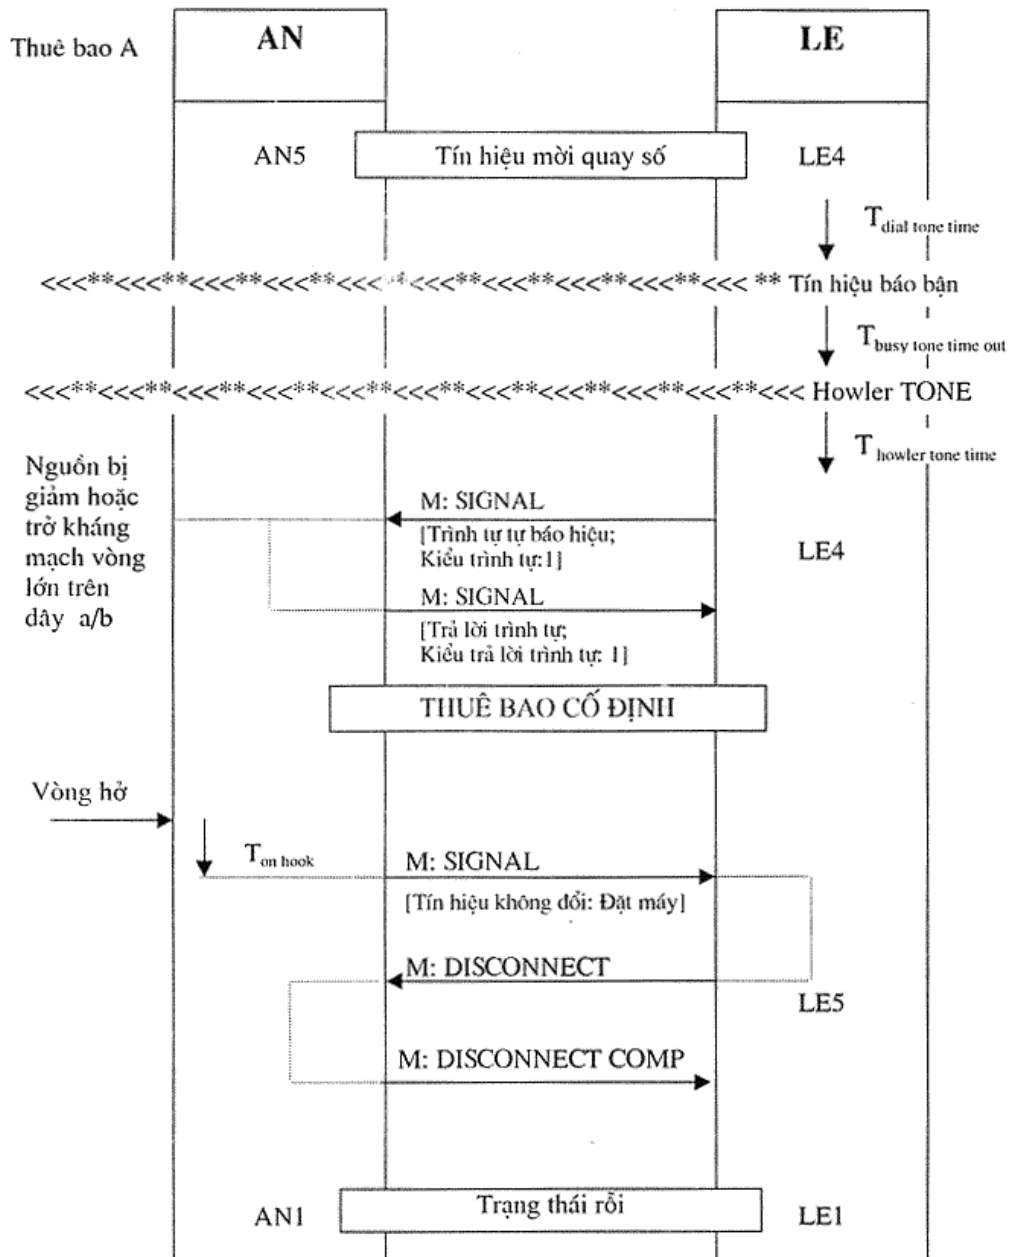 Thuê bao A
AN
LE
AN5
Tín hiệu mời quay số
LE4
T dial tone time
<<<**<<<**<<<**<<<**<<<**<<<**<<<**<<<**<<<**<<< ** Tín hiệu báo bận
T busy tone time out
<<<**<<<**<<<**<<<**<<<**<<<**<<<**<<<**<<<**<<< Howler TONE
T howler tone time
Nguồn bị
giảm hoặc
trở kháng
mạch vòng
lớn trên
dây a/b
M: SIGNAL
[Trình tự tự báo hiệu;
Kiểu trình tự:1]
LE4
M: SIGNAL
[Trả lời trình tự;
Kiểu trả lời trình tự: 1]
THUÊ BAO CỐ ĐỊNH
Vòng hở
T on hook
M: SIGNAL
[Tín hiệu không đổi: Đặt máy]
M: DISCONNECT
LE5
M: DISCONNECT COMP
AN1
Trạng thái rỗi
LE1